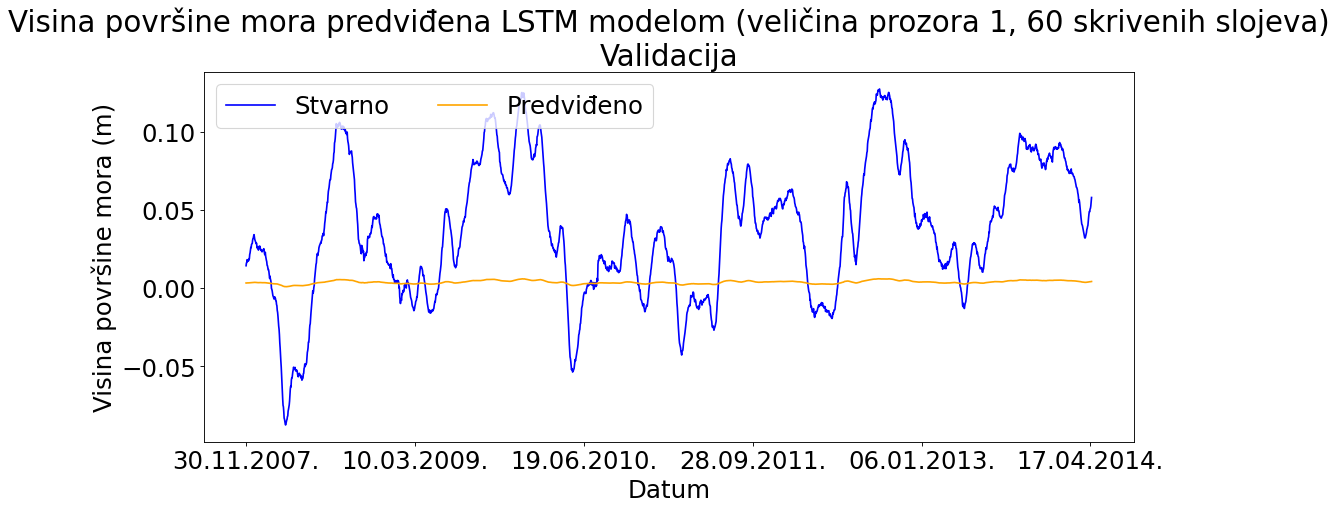 Visina površine mora predviđena LSTM modelom (veličina prozora 1, 60 skrivenih slojeva)
Validacija
Stvarno Predviđeno
Visina površine mora (m)
0.10
0.05
0.00
−0.05
30.11.2007. 10.03.2009. 19.06.2010. 28.09.2011. 06.01.2013. 17.04.2014.
Datum